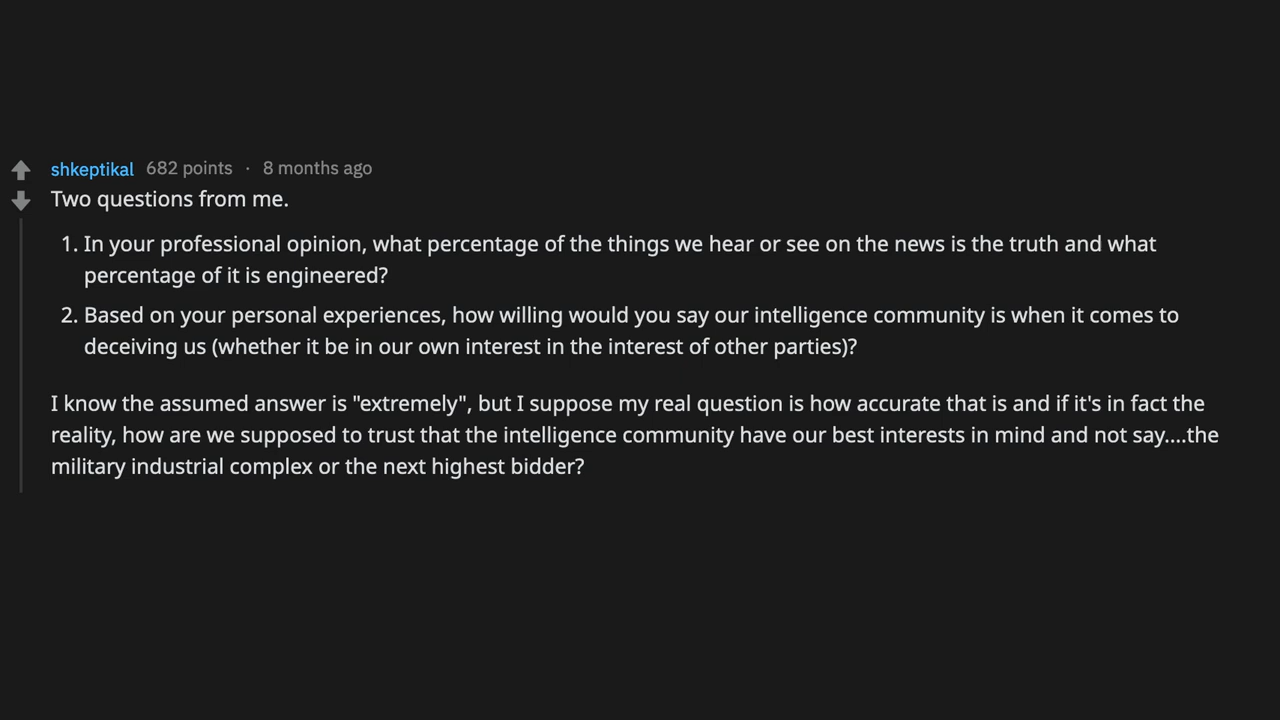 shkeptikal 682 points · 8 months ago
Two questions from me.
1. In your professional opinion, what percentage of the things we hear or see on the news is the truth and what
percentage of it is engineered?
2. Based on your personal experiences, how willing would you say our intelligence community is when it comes to
deceiving us (whether it be in our own interest in the interest of other parties)?
I know the assumed answer is "extremely", but I suppose my real question is how accurate that is and if it's in fact the
reality, how are we supposed to trust that the intelligence community have our best interests in mind and not say....the
military industrial complex or the next highest bidder?